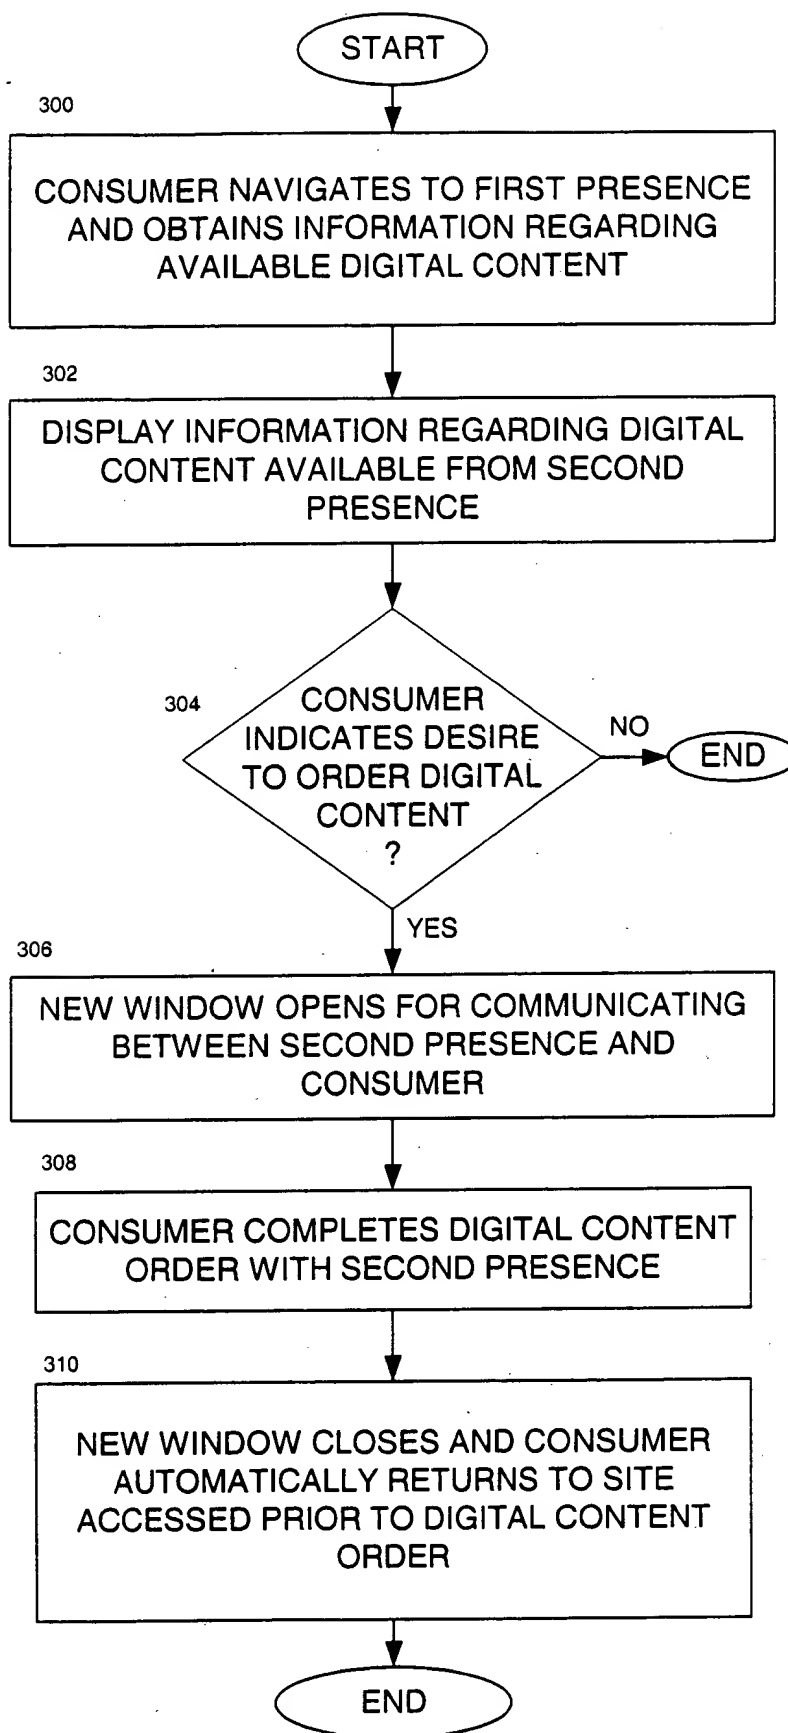 START
300
CONSUMER NAVIGATES TO FIRST PRESENCE
AND OBTAINS INFORMATION REGARDING
AVAILABLE DIGITAL CONTENT
302
DISPLAY INFORMATION REGARDING DIGITAL
CONTENT AVAILABLE FROM SECOND
PRESENCE
304
CONSUMER
INDICATES DESIRE
TO ORDER DIGITAL
CONTENT
?
NO
END
YES
306
NEW WINDOW OPENS FOR COMMUNICATING
BETWEEN SECOND PRESENCE AND
CONSUMER
308
CONSUMER COMPLETES DIGITAL CONTENT
ORDER WITH SECOND PRESENCE
310
NEW WINDOW CLOSES AND CONSUMER
AUTOMATICALLY RETURNS TO SITE
ACCESSED PRIOR TO DIGITAL CONTENT
ORDER
END